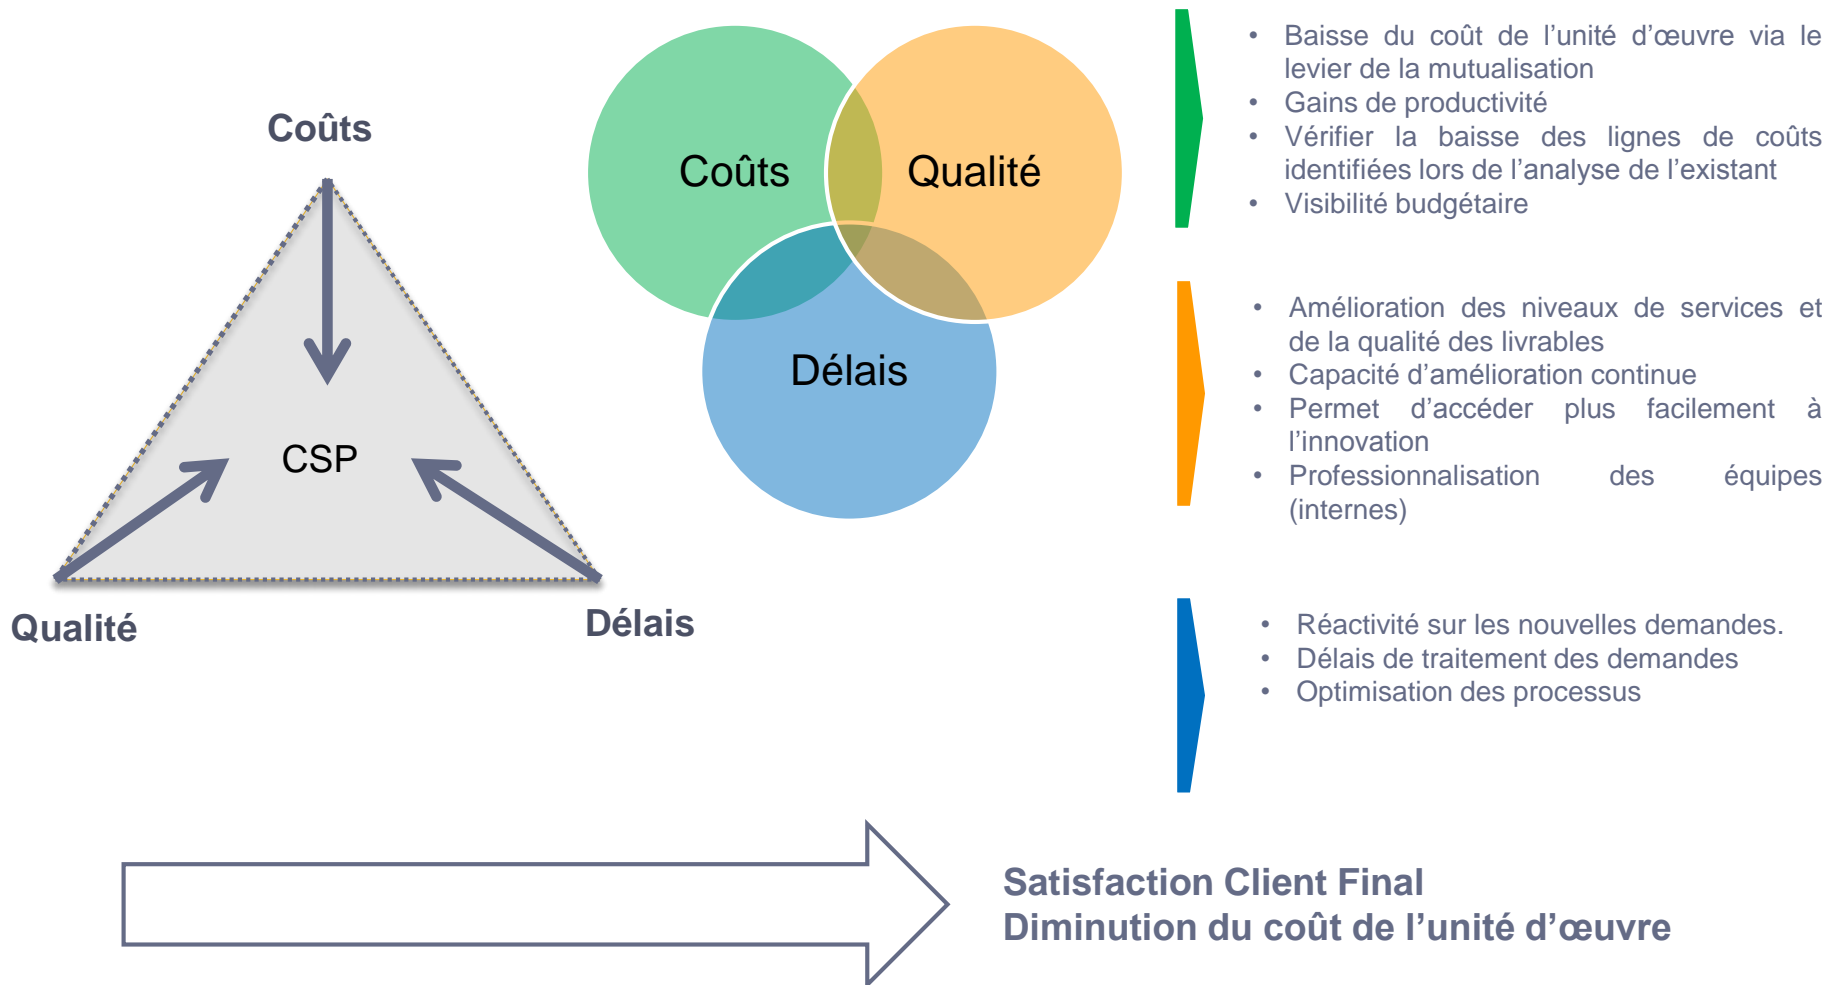 Coûts
CSP
Qualité
Délais
Coûts
Qualité
Délais
• Baisse du coût de l’unité d’œuvre via le
levier de la mutualisation
• Gains de productivité
• Vérifier la baisse des lignes de coûts
identifiées lors de l’analyse de l’existant
• Visibilité budgétaire
• Amélioration des niveaux de services et
de la qualité des livrables
• Capacité d’amélioration continue
• Permet d’accéder plus facilement à
l’innovation
• Professionnalisation des équipes
(internes)
• Réactivité sur les nouvelles demandes.
• Délais de traitement des demandes
• Optimisation des processus
Satisfaction Client Final
Diminution du coût de l’unité d’œuvre